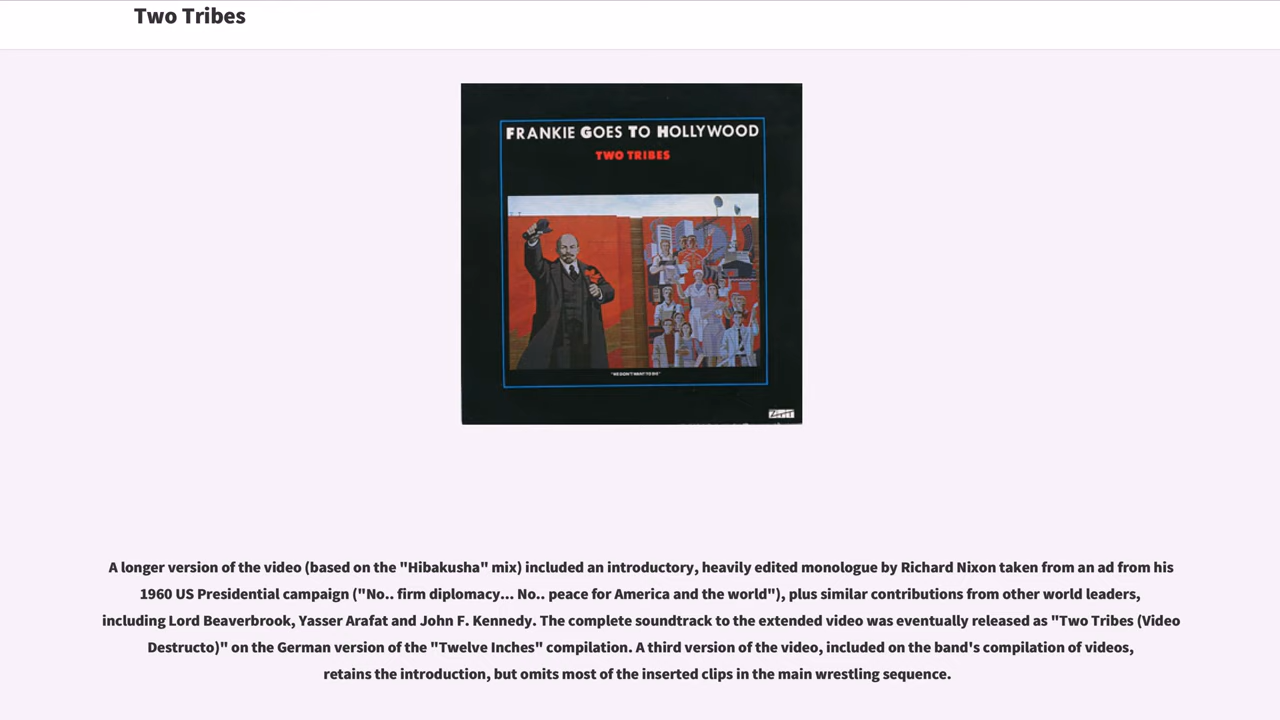 Two Tribes
FRANKIE GOES TO HOLLYWOOD
TWO TRIBES
"WE DON'T WANT TO DIE"
A longer version of the video (based on the "Hibakusha" mix) included an introductory, heavily edited monologue by Richard Nixon taken from an ad from his
1960 US Presidential campaign ("No.. firm diplomacy... No.. peace for America and the world"), plus similar contributions from other world leaders,
including Lord Beaverbrook, Yasser Arafat and John F. Kennedy. The complete soundtrack to the extended video was eventually released as "Two Tribes (Video
Destructo)" on the German version of the "Twelve Inches" compilation. A third version of the video, included on the band's compilation of videos,
retains the introduction, but omits most of the inserted clips in the main wrestling sequence.